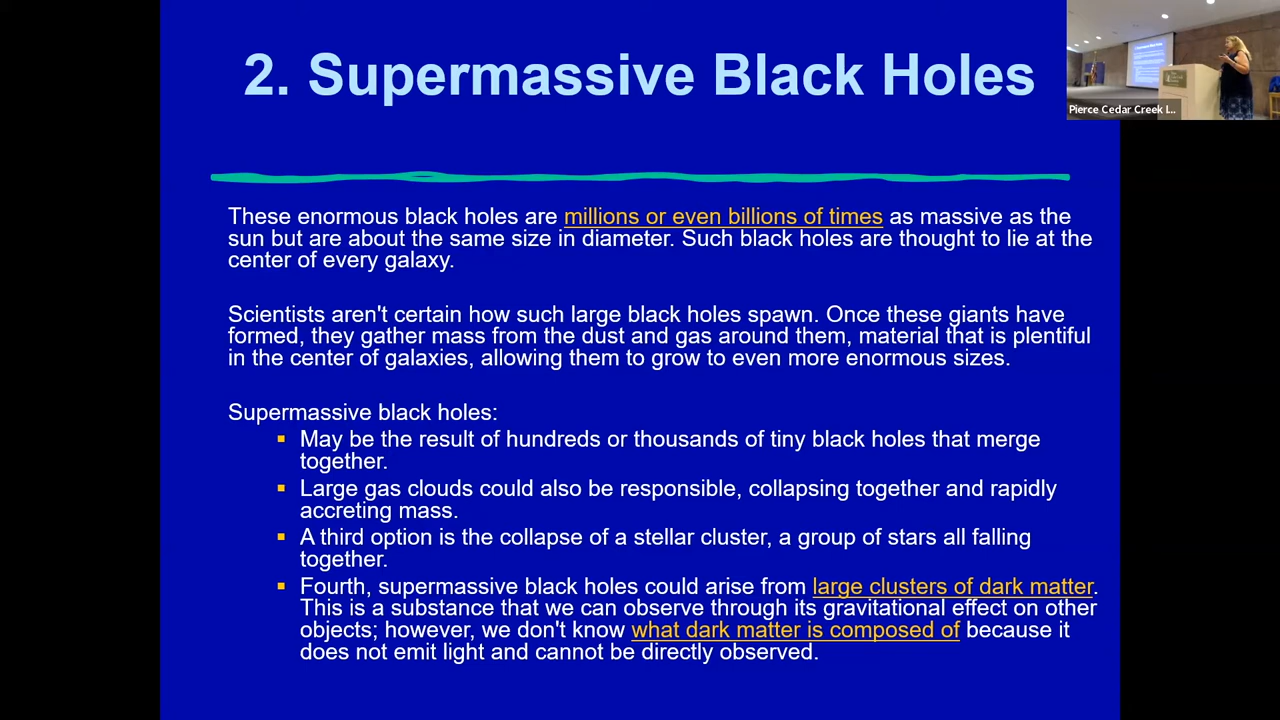 2. Supermassive Black Holes
Pierce Cedar Creek I...
These enormous black holes are millions or even billions of times as massive as the
sun but are about the same size in diameter. Such black holes are thought to lie at the
center of every galaxy.
Scientists aren't certain how such large black holes spawn. Once these giants have
formed, they gather mass from the dust and gas around them, material that is plentiful
in the center of galaxies, allowing them to grow to even more enormous sizes.
Supermassive black holes:
▪ May be the result of hundreds or thousands of tiny black holes that merge
together.
▪ Large gas clouds could also be responsible, collapsing together and rapidly
accreting mass.
▪ A third option is the collapse of a stellar cluster, a group of stars all falling
together.
▪ Fourth, supermassive black holes could arise from large clusters of dark matter.
This is a substance that we can observe through its gravitational effect on other
objects; however, we don't know what dark matter is composed of because it
does not emit light and cannot be directly observed.